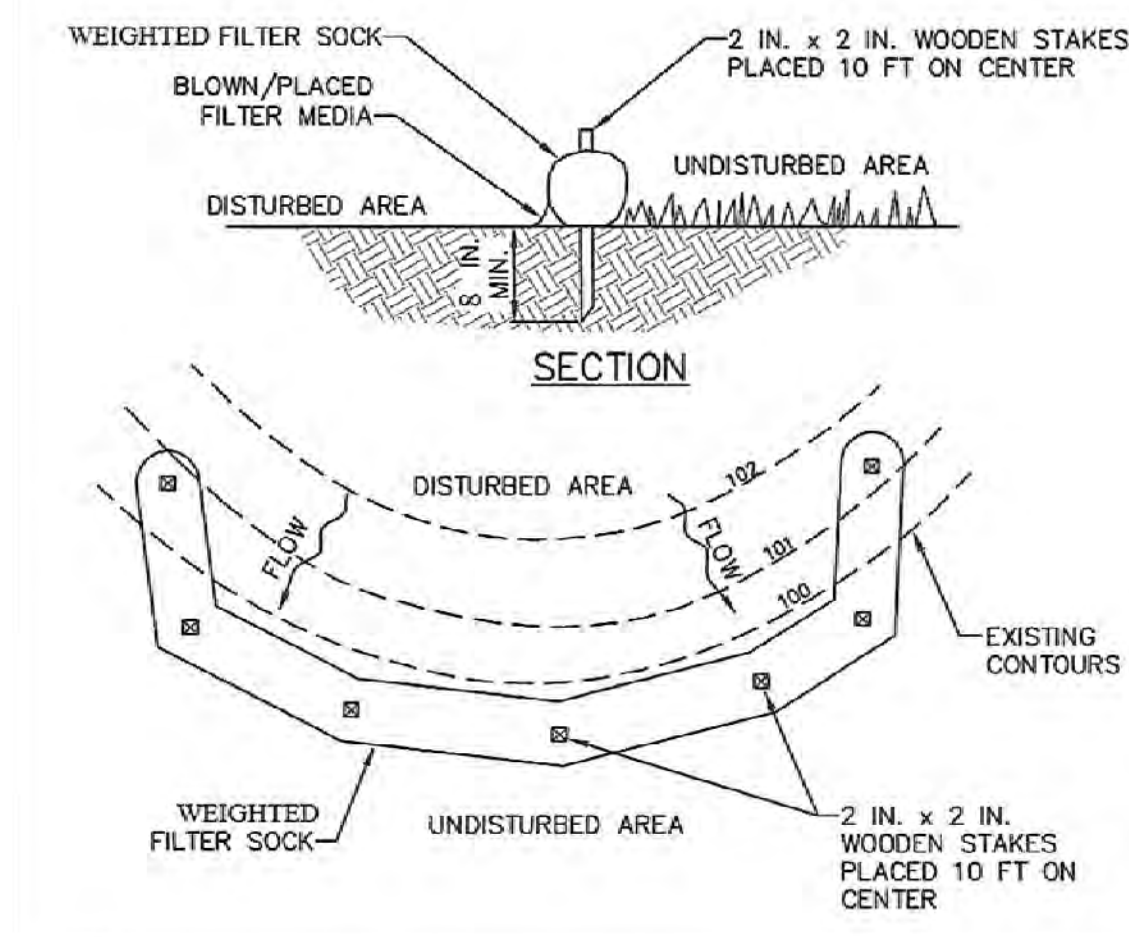 WEIGHTED FILTER SOCK
2 IN. x 2 IN. WOODEN STAKES
PLACED 10 FT ON CENTER
BLOWN/PLACED
FILTER MEDIA
UNDISTURBED AREA
DISTURBED AREA
8 IN.
MIN.
SECTION
DISTURBED AREA
102
FLOW
FLOW
101
100
EXISTING
CONTOURS
WEIGHTED
FILTER SOCK
UNDISTURBED AREA
2 IN. x 2 IN.
WOODEN STAKES
PLACED 10 FT ON
CENTER